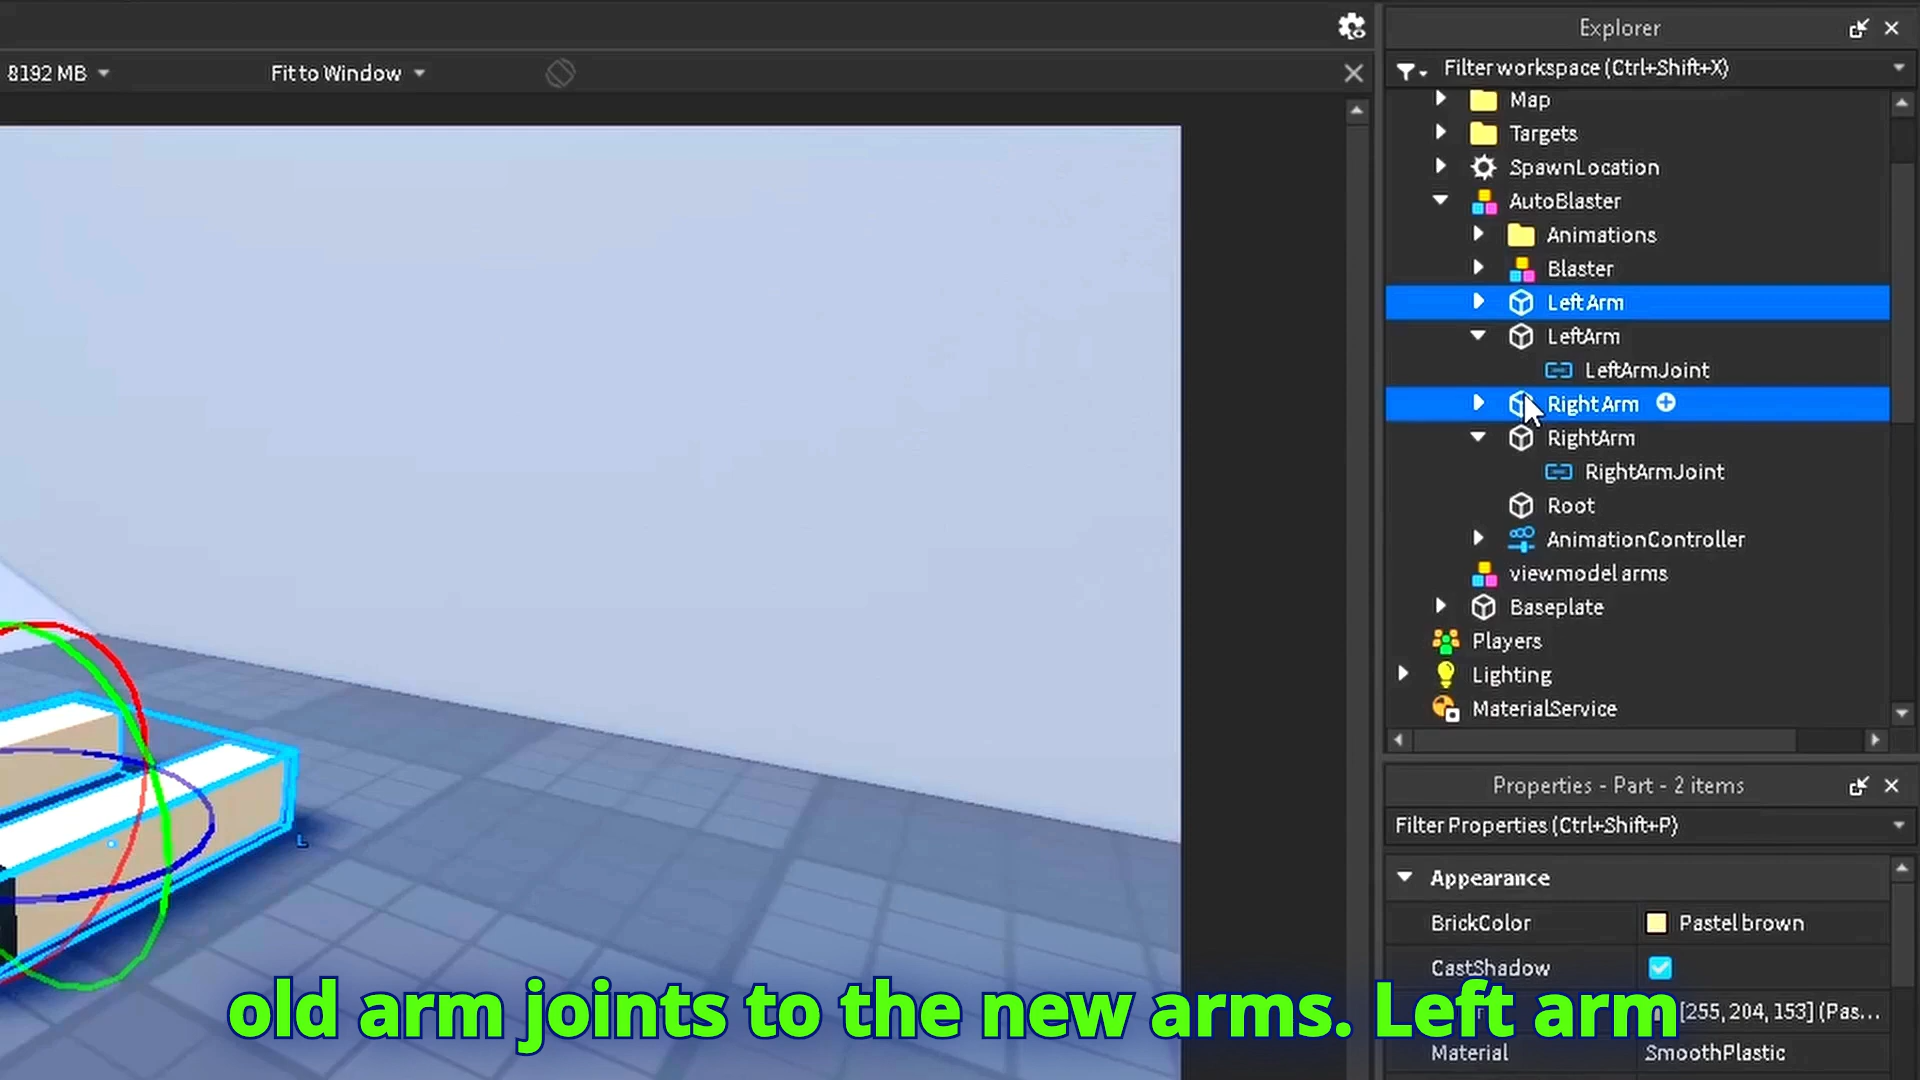 Explorer
8192 MB
Fit to Window
Filter workspace (Ctrl+Shift+X)
Map
Targets
SpawnLocation
AutoBlaster
Animations
Blaster
Left Arm
LeftArm
LeftArmJoint
Right Arm
RightArm
RightArmJoint
Root
AnimationController
viewmodel arms
Baseplate
Players
Lighting
MaterialService
Properties - Part - 2 items
Filter Properties (Ctrl+Shift+P)
Appearance
BrickColor Pastel brown
CastShadow
[255, 204, 153] (Pas...
Material SmoothPlastic
old arm joints to the new arms. Left arm
L